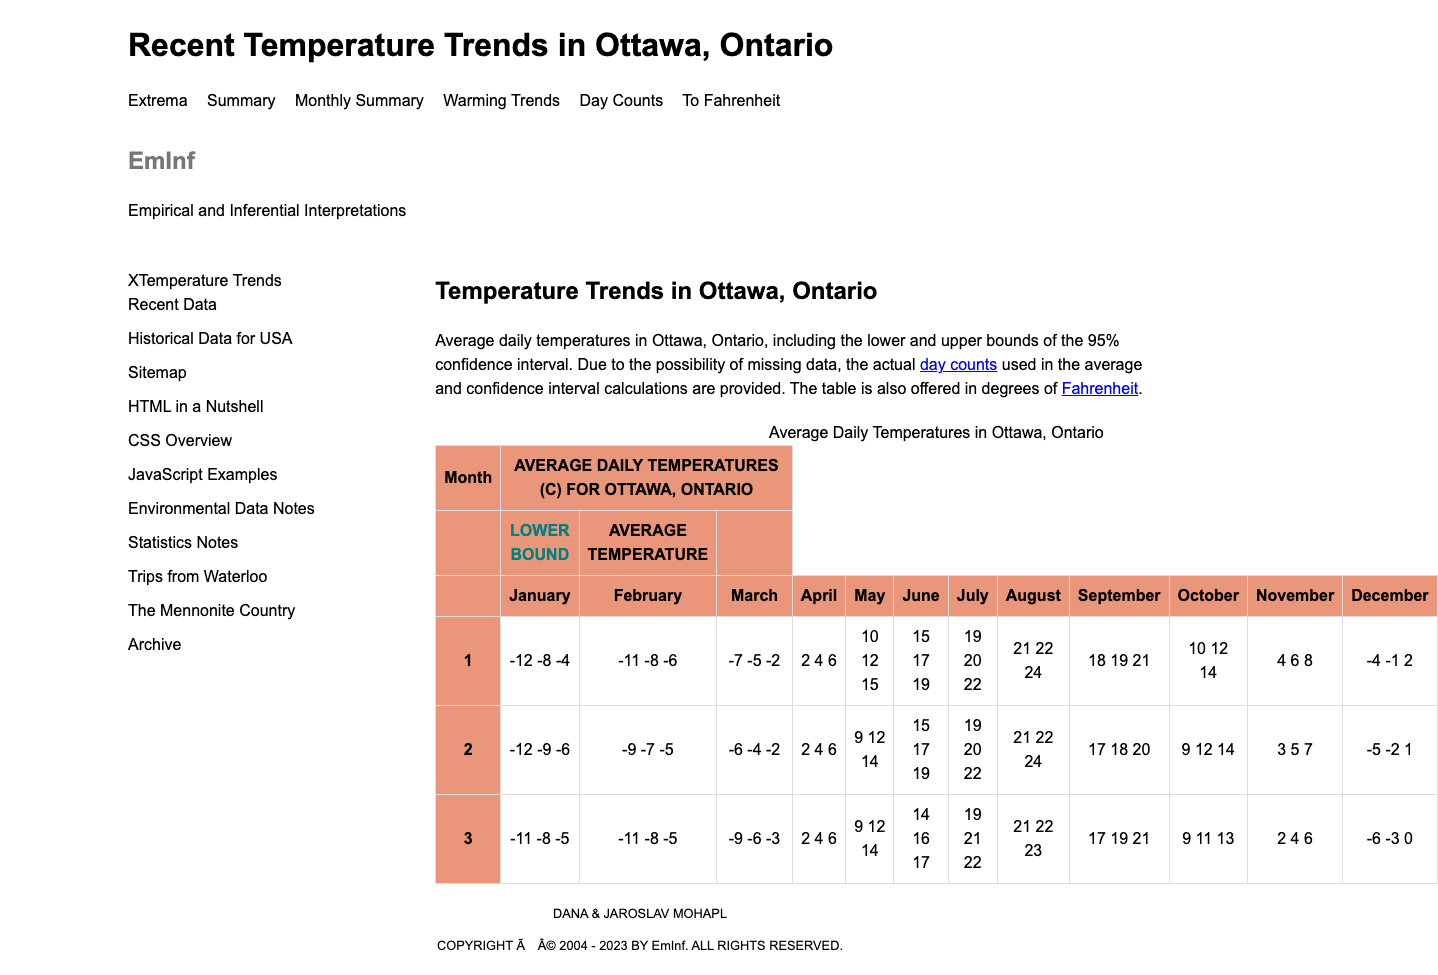 Recent Temperature Trends in Ottawa, Ontario
Extrema Summary Monthly Summary Warming Trends Day Counts To Fahrenheit
EmInf
Empirical and Inferential Interpretations
XTemperature Trends
Recent Data
Historical Data for USA
Sitemap
HTML in a Nutshell
CSS Overview
JavaScript Examples
Environmental Data Notes
Statistics Notes
Trips from Waterloo
The Mennonite Country
Archive
Temperature Trends in Ottawa, Ontario
Average daily temperatures in Ottawa, Ontario, including the lower and upper bounds of the 95%
confidence interval. Due to the possibility of missing data, the actual day counts used in the average
and confidence interval calculations are provided. The table is also offered in degrees of Fahrenheit.
Average Daily Temperatures in Ottawa, Ontario
Month AVERAGE DAILY TEMPERATURES
(C) FOR OTTAWA, ONTARIO
LOWER
BOUND
AVERAGE
TEMPERATURE
January February March April May June July August September October November December
1 -12 -8 -4 -11 -8 -6 -7 -5 -2 2 4 6 10 12 15 15 17 19 19 20 22 21 22 24 18 19 21 10 12 14 4 6 8 -4 -1 2
2 -12 -9 -6 -9 -7 -5 -6 -4 -2 2 4 6 9 12 14 15 17 19 19 20 22 21 22 24 17 18 20 9 12 14 3 5 7 -5 -2 1
3 -11 -8 -5 -11 -8 -5 -9 -6 -3 2 4 6 9 12 14 14 16 17 19 21 22 21 22 23 17 19 21 9 11 13 2 4 6 -6 -3 0
DANA & JAROSLAV MOHAPL
COPYRIGHT Ã Â© 2004 - 2023 BY EmInf. ALL RIGHTS RESERVED.